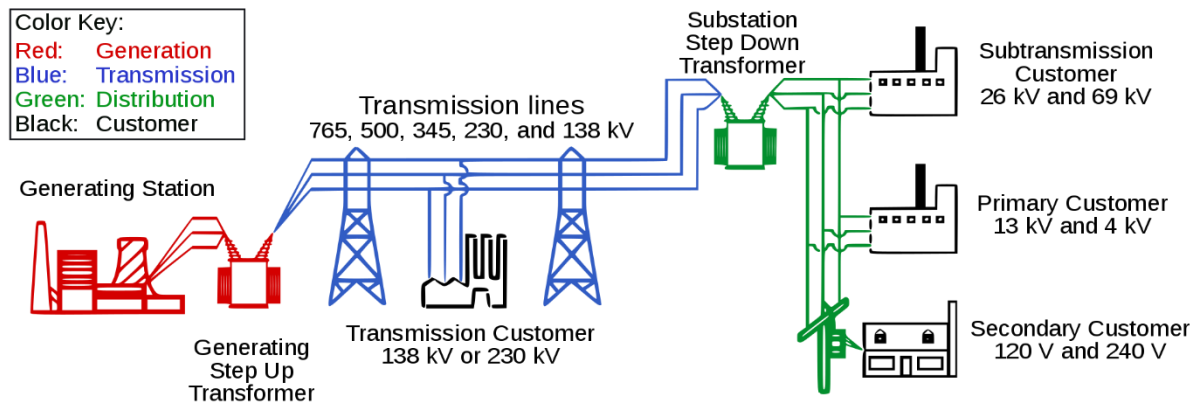 Color Key:
Red: Generation
Blue: Transmission
Green: Distribution
Black: Customer
Generating Station
Generating
Step Up
Transformer
Transmission lines
765, 500, 345, 230, and 138 kV
Transmission Customer
138 kV or 230 kV
Substation
Step Down
Transformer
Subtransmission
Customer
26 kV and 69 kV
Primary Customer
13 kV and 4 kV
Secondary Customer
120 V and 240 V